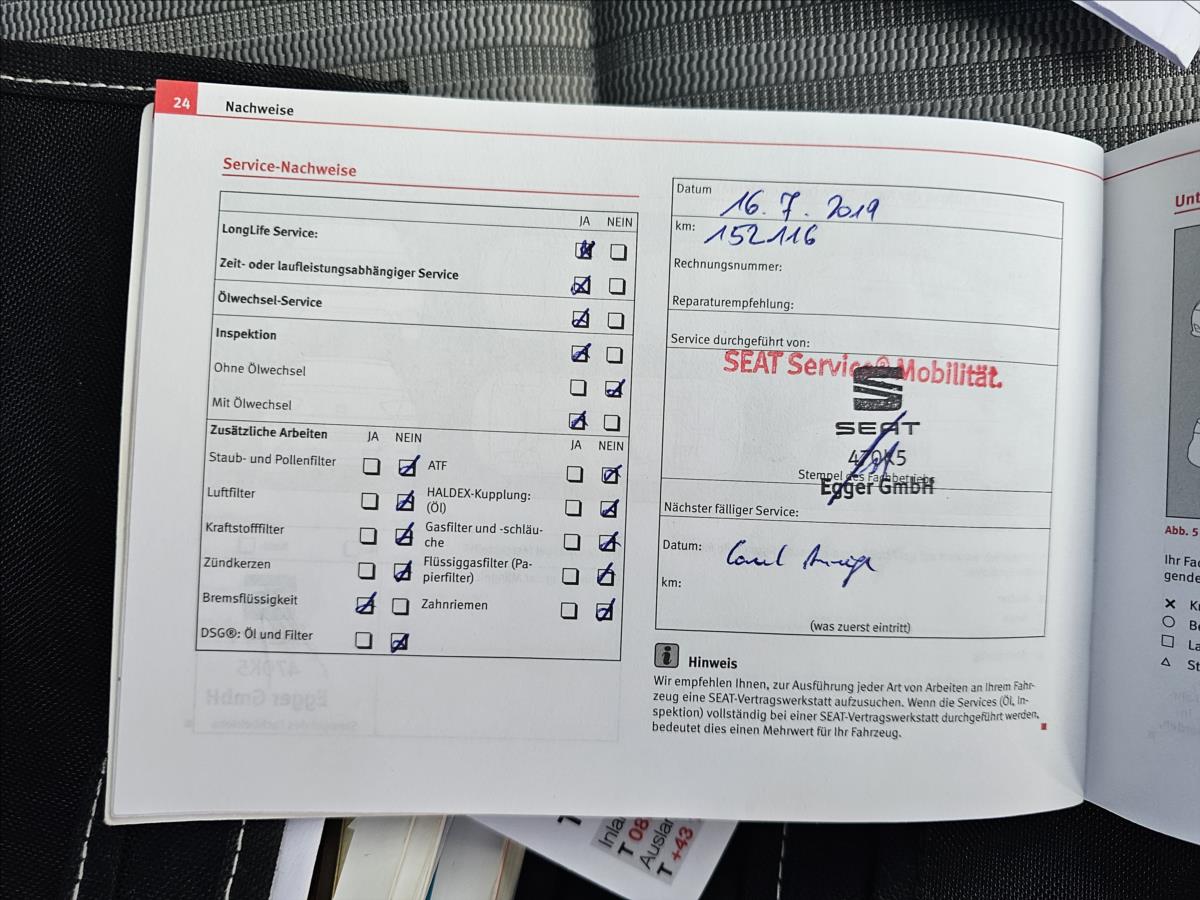 24 Nachweise
Service-Nachweise
JA NEIN
LongLife Service:
Zeit- oder laufleistungsabhängiger Service
Ölwechsel-Service
Inspektion
Ohne Ölwechsel
Mit Ölwechsel
Zusätzliche Arbeiten JA NEIN JA NEIN
Staub- und Pollenfilter
Luftfilter
Kraftstofffilter
Zündkerzen
Bremsflüssigkeit
DSG®: Öl und Filter
ATF
HALDEX-Kupplung:
(Öl)
Gasfilter und -schläu-
che
Flüssiggasfilter (Pa-
pierfilter)
Zahnriemen
Datum 16. 7. 2019
km: 152116
Rechnungsnummer:
Reparaturempfehlung:
Service durchgeführt von:
SEAT Service® Mobilität.
SEAT
470K5
Stempel des Fachbetriebs
Egger GmbH
Nächster fälliger Service:
Datum:
km:
(was zuerst eintritt)
i Hinweis
Wir empfehlen Ihnen, zur Ausführung jeder Art von Arbeiten an Ihrem Fahr-
zeug eine SEAT-Vertragswerkstatt aufzusuchen. Wenn die Services (Öl, In-
spektion) vollständig bei einer SEAT-Vertragswerkstatt durchgeführt werden,
bedeutet dies einen Mehrwert für Ihr Fahrzeug.
Abb. 5
Ihr Fa
gende
T 08
T +43